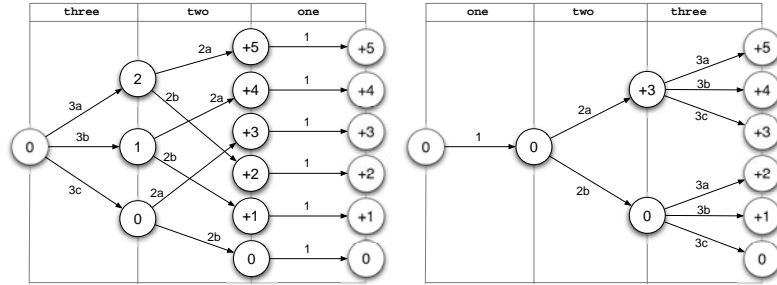 three two one
2a +5 1 +5
2
2b 2a +4 1 +4
3a
0 3b 1 +3 1 +3
2b
3c 2a +2 1 +2
0 +1 1 +1
2b 0 1 0
one two three
3a +5
+3 3b +4
2a 3c +3
0 1 0
2b 3a +2
0 3b +1
3c 0